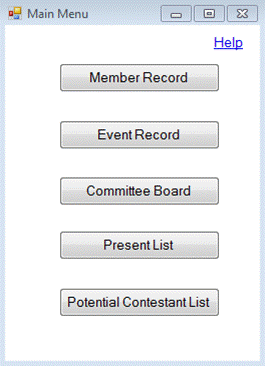 Main Menu
Help
Member Record
Event Record
Committee Board
Present List
Potential Contestant List